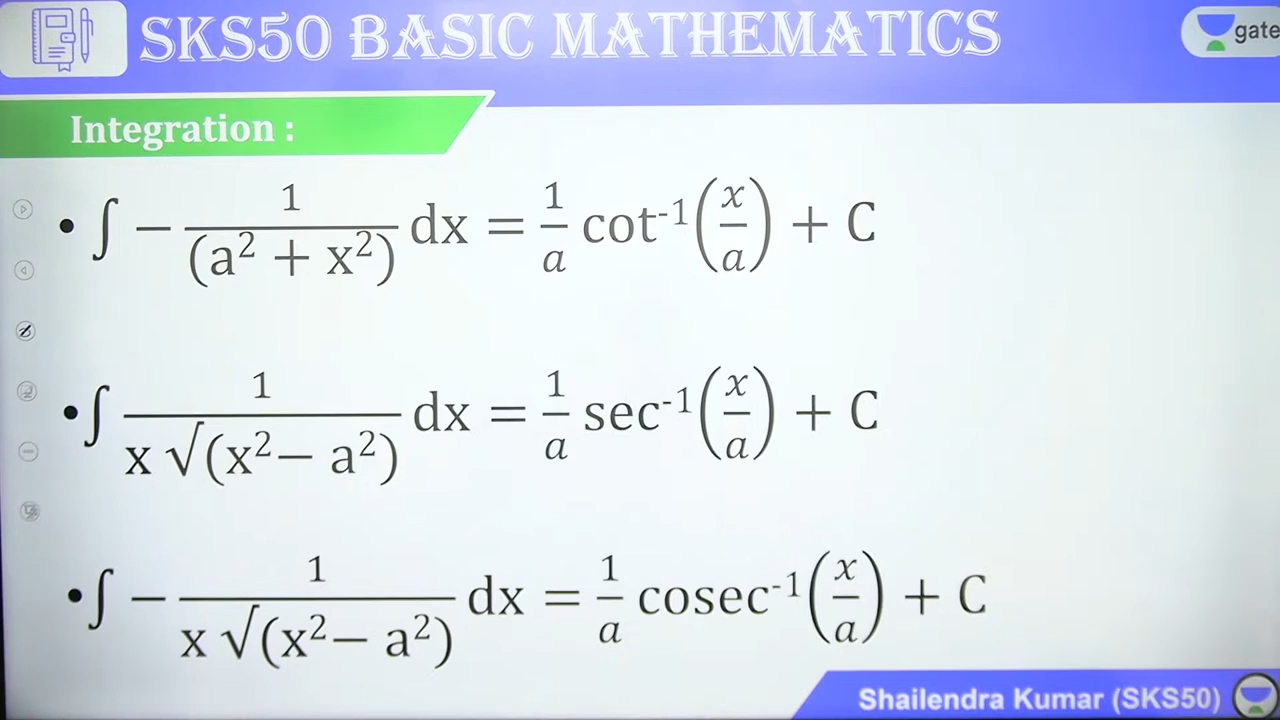 SKS50 BASIC MATHEMATICS
gate
Integration :
• ∫ − 1/(a² + x²) dx = 1/a cot⁻¹(x/a) + C
• ∫ 1/(x √(x² − a²)) dx = 1/a sec⁻¹(x/a) + C
• ∫ − 1/(x √(x² − a²)) dx = 1/a cosec⁻¹(x/a) + C
Shailendra Kumar (SKS50)